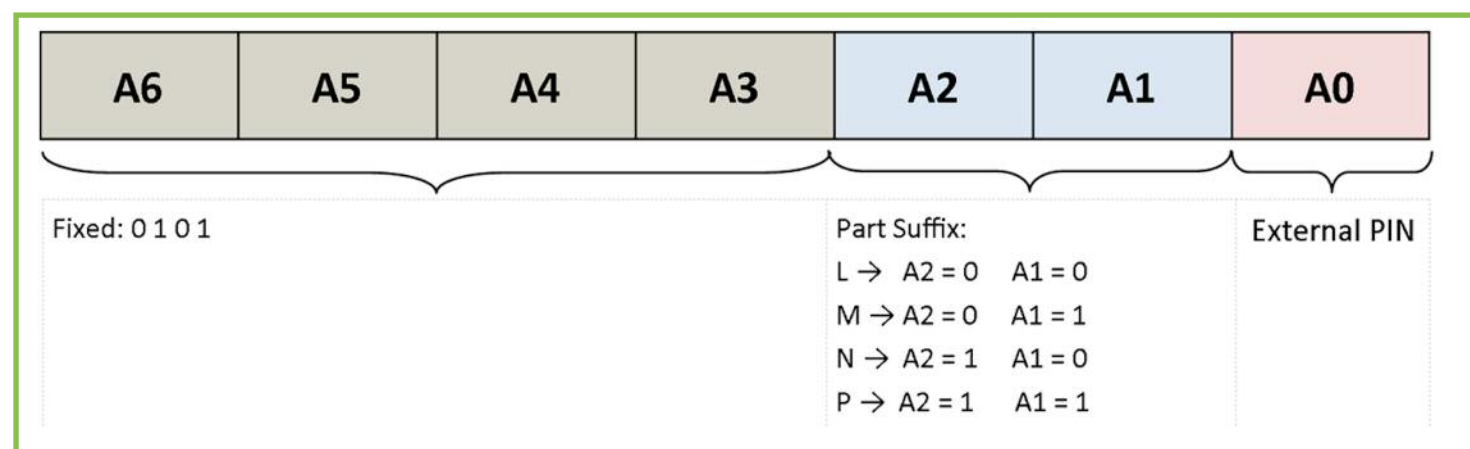 A6 A5 A4 A3 A2 A1 A0
Fixed: 0 1 0 1
Part Suffix:
L → A2 = 0 A1 = 0
M → A2 = 0 A1 = 1
N → A2 = 1 A1 = 0
P → A2 = 1 A1 = 1
External PIN